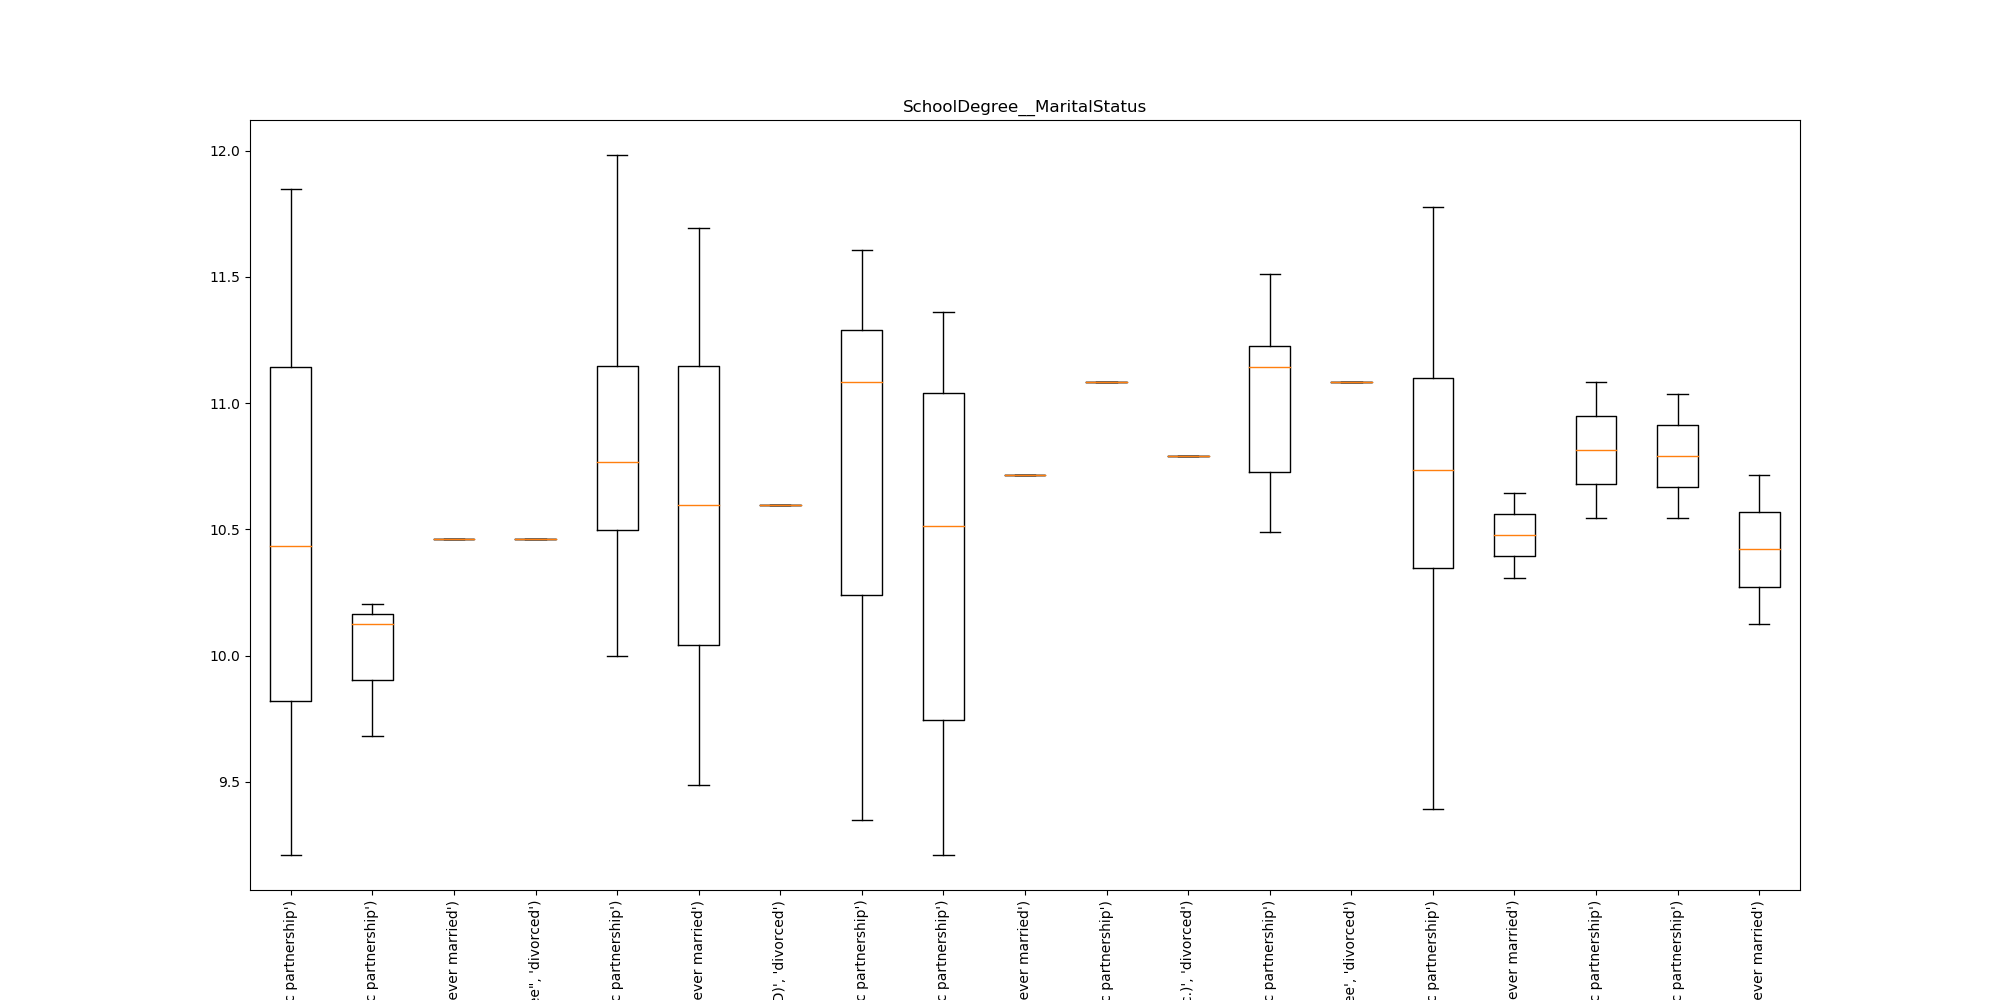 SchoolDegree__MaritalStatus
12.0
11.5
11.0
10.5
10.0
9.5
c partnership')
c partnership')
ever married')
ee", 'divorced')
c partnership')
ever married')
D)', 'divorced')
c partnership')
c partnership')
ever married')
c partnership')
c.)', 'divorced')
c partnership')
ee', 'divorced')
c partnership')
ever married')
c partnership')
c partnership')
ever married')